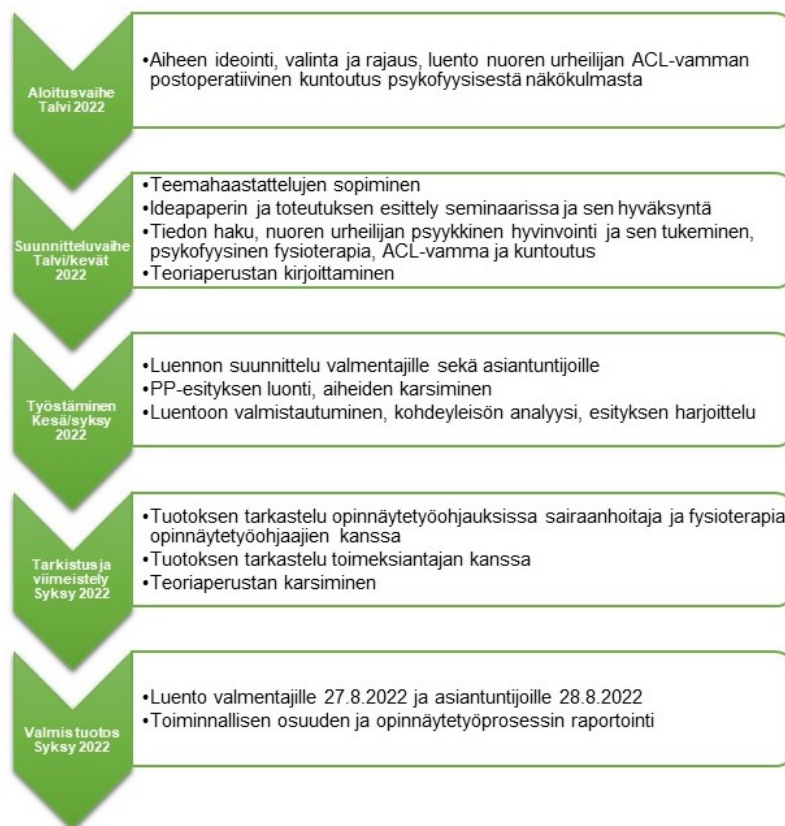 Aloitusvaihe
Talvi 2022
•Aiheen ideointi, valinta ja rajaus, luento nuoren urheilijan ACL-vamman
postoperatiivinen kuntoutus psykofyysisestä näkökulmasta
Suunnitteluvaihe
Talvi/kevät
2022
•Teemahaastattelujen sopiminen
•Ideapaperin ja toteutuksen esittely seminaarissa ja sen hyväksyntä
•Tiedon haku, nuoren urheilijan psyykkinen hyvinvointi ja sen tukeminen,
psykofyysinen fysioterapia, ACL-vamma ja kuntoutus
•Teoriaperustan kirjoittaminen
Työstäminen
Kesä/syksy
2022
•Luennon suunnittelu valmentajille sekä asiantuntijoille
•PP-esityksen luonti, aiheiden karsiminen
•Luentoon valmistautuminen, kohdeyleisön analyysi, esityksen harjoittelu
Tarkistus ja
viimeistely
Syksy 2022
•Tuotoksen tarkastelu opinnäytetyöohjauksissa sairaanhoitaja ja fysioterapia
opinnäytetyöohjaajien kanssa
•Tuotoksen tarkastelu toimeksiantajan kanssa
•Teoriaperustan karsiminen
Valmis tuotos
Syksy 2022
•Luento valmentajille 27.8.2022 ja asiantuntijoille 28.8.2022
•Toiminnallisen osuuden ja opinnäytetyöprosessin raportointi